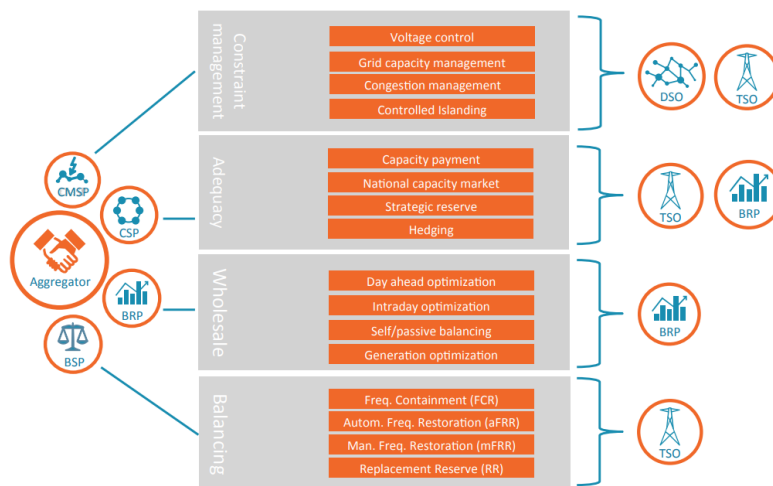 Constraint
management
Voltage control
Grid capacity management
Congestion management
Controlled Islanding
DSO
TSO
Adequacy
Capacity payment
National capacity market
Strategic reserve
Hedging
TSO
BRP
CMSP
CSP
Aggregator
BRP
BSP
Wholesale
Day ahead optimization
Intraday optimization
Self/passive balancing
Generation optimization
BRP
Balancing
Freq. Containment (FCR)
Autom. Freq. Restoration (aFRR)
Man. Freq. Restoration (mFRR)
Replacement Reserve (RR)
TSO